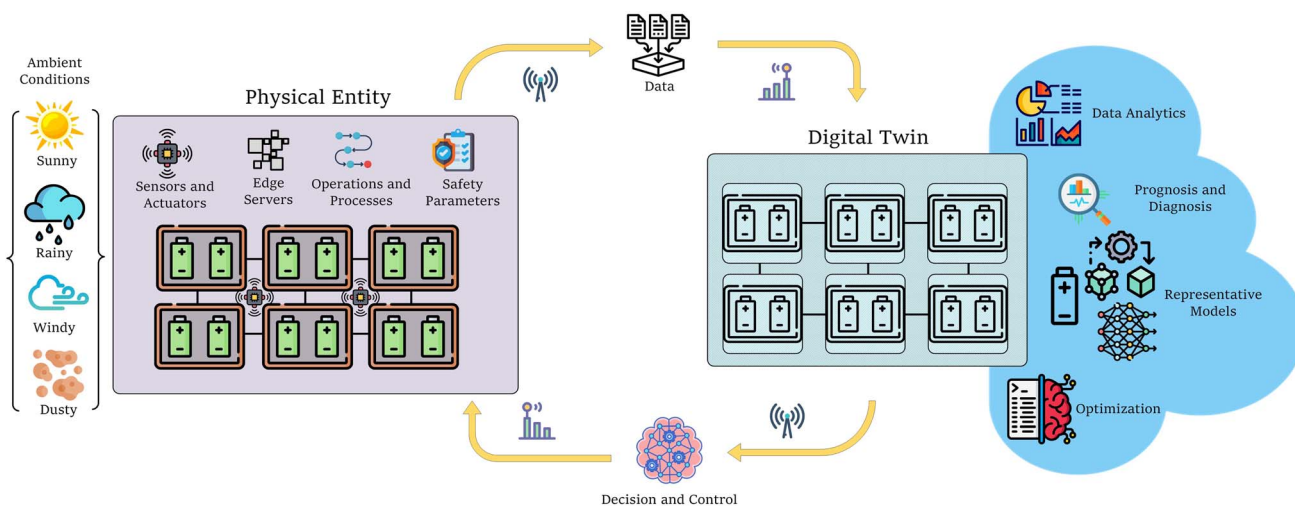 Ambient
Conditions
Sunny
Rainy
Windy
Dusty
Physical Entity
Sensors and
Actuators
Edge
Servers
Operations and
Processes
Safety
Parameters
Data
Digital Twin
Data Analytics
Prognosis and
Diagnosis
Representative
Models
Optimization
Decision and Control